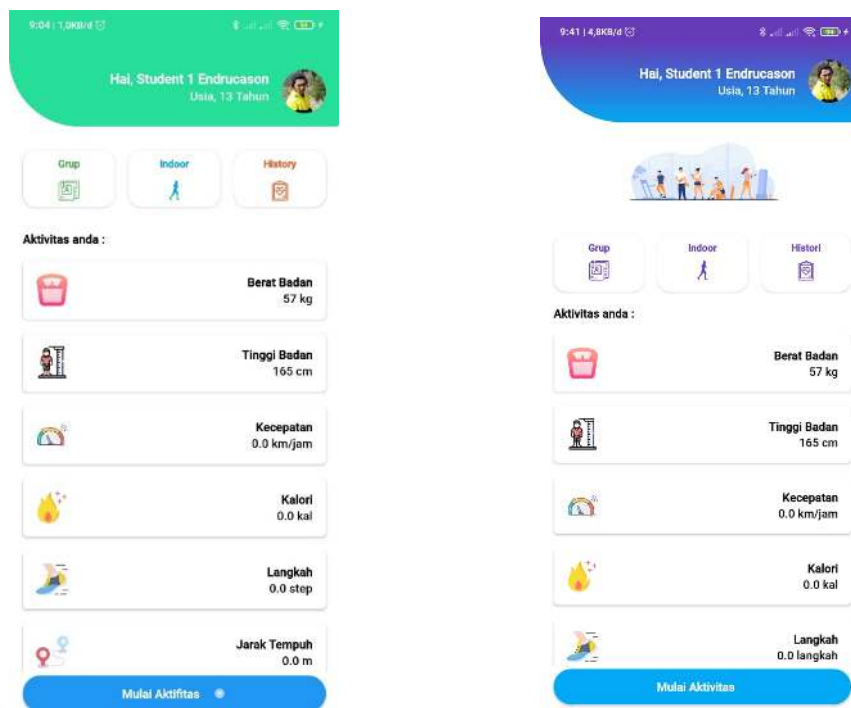 9:04 | 1,0KB/d
Hai, Student 1 Endrucason
Usia, 13 Tahun
Grup
Indoor
History
Aktivitas anda :
Berat Badan
57 kg
Tinggi Badan
165 cm
Kecepatan
0.0 km/jam
Kalori
0.0 kal
Langkah
0.0 step
Jarak Tempuh
0.0 m
Mulai Aktifitas
9:41 | 4,8KB/d
Hai, Student 1 Endrucason
Usia, 13 Tahun
Grup
Indoor
Histori
Aktivitas anda :
Berat Badan
57 kg
Tinggi Badan
165 cm
Kecepatan
0.0 km/jam
Kalori
0.0 kal
Langkah
0.0 langkah
Mulai Aktivitas